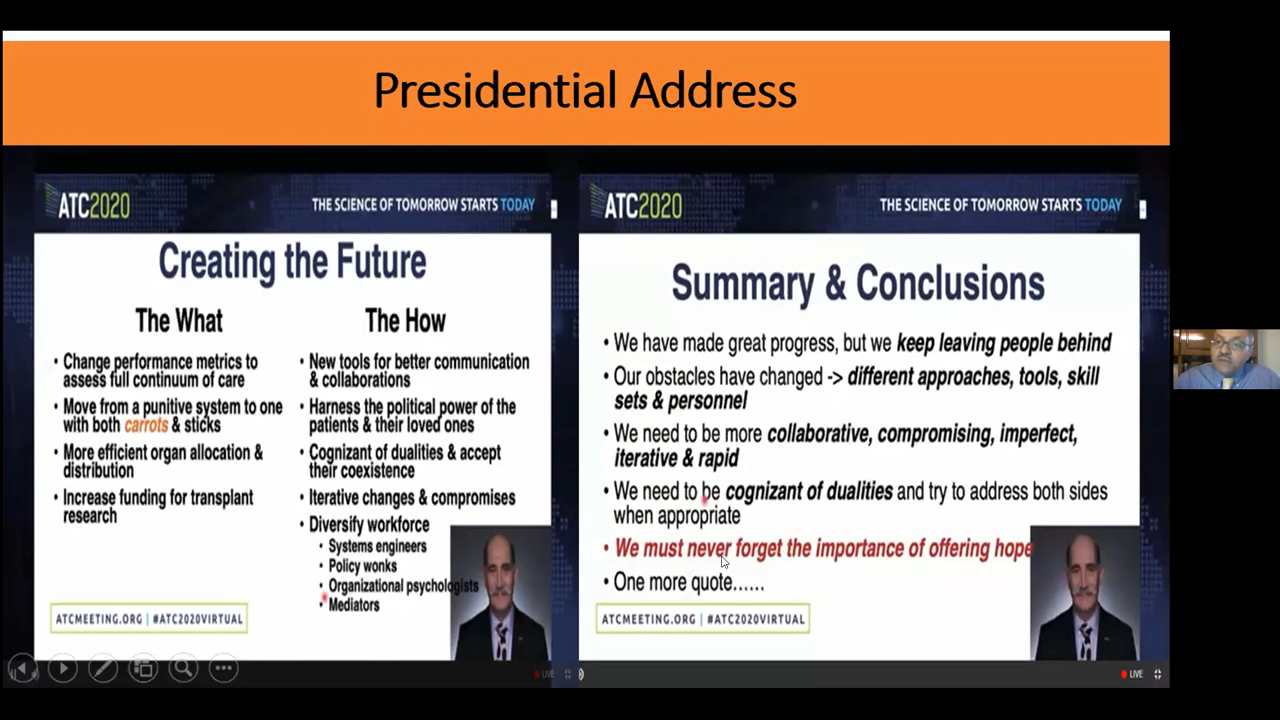 Presidential Address
ATC2020
THE SCIENCE OF TOMORROW STARTS TODAY
Creating the Future
The What
• Change performance metrics to
assess full continuum of care
• Move from a punitive system to one
with both carrots & sticks
• More efficient organ allocation &
distribution
• Increase funding for transplant
research
The How
• New tools for better communication
& collaborations
• Harness the political power of the
patients & their loved ones
• Cognizant of dualities & accept
their coexistence
• Iterative changes & compromises
• Diversify workforce
• Systems engineers
• Policy wonks
• Organizational psychologists
• Mediators
ATCMEETING.ORG | #ATC2020VIRTUAL
LIVE
ATC2020
THE SCIENCE OF TOMORROW STARTS TODAY
Summary & Conclusions
• We have made great progress, but we keep leaving people behind
• Our obstacles have changed -> different approaches, tools, skill
sets & personnel
• We need to be more collaborative, compromising, imperfect,
iterative & rapid
• We need to be cognizant of dualities and try to address both sides
when appropriate
• We must never forget the importance of offering hope
• One more quote......
ATCMEETING.ORG | #ATC2020VIRTUAL
LIVE